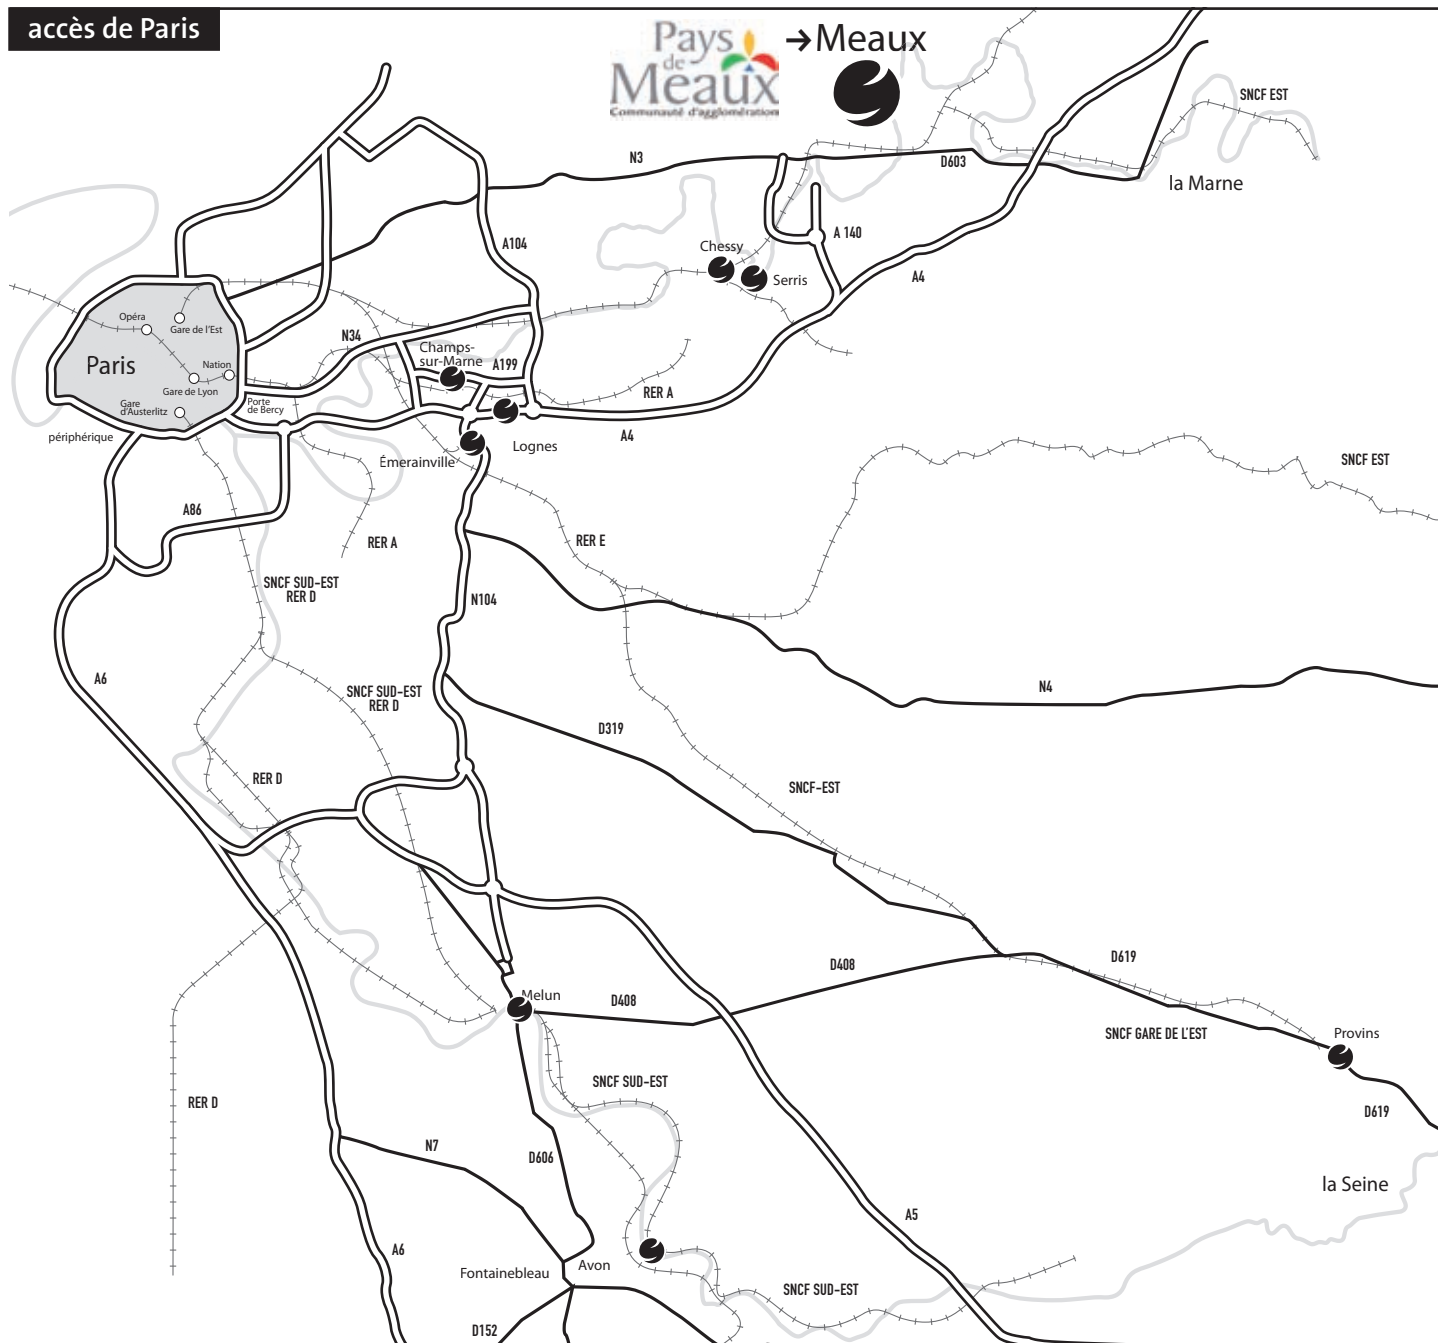 accès de Paris
Pays
de
Meaux
Communauté d'agglomération
→Meaux
SNCF EST
N3
D603
la Marne
A104
A 140
Chessy
A4
Serris
Opéra
Gare de l'Est
N34
Champs-
sur-Marne
A199
Paris
Nation
Gare de Lyon
RER A
Porte
de Bercy
Gare
d'Austerlitz
périphérique
A4
Lognes
Émerainville
SNCF EST
A86
RER A
RER E
SNCF SUD-EST
RER D
N104
A6
SNCF SUD-EST
RER D
N4
D319
RER D
SNCF-EST
D408
D619
Melun
D408
SNCF GARE DE L'EST
Provins
SNCF SUD-EST
RER D
D619
N7
D606
la Seine
A5
A6
Fontainebleau
Avon
SNCF SUD-EST
D152